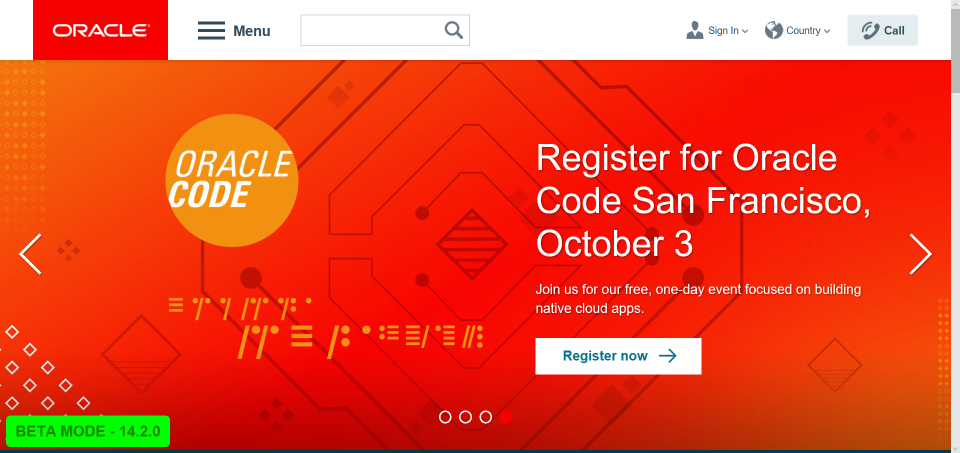 ORACLE
Menu
Sign In
Country
Call
ORACLE
CODE
Register for Oracle
Code San Francisco,
October 3
Join us for our free, one-day event focused on building
native cloud apps.
Register now
BETA MODE - 14.2.0